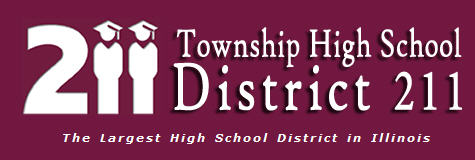 211 Township High School
District 211
The Largest High School District in Illinois